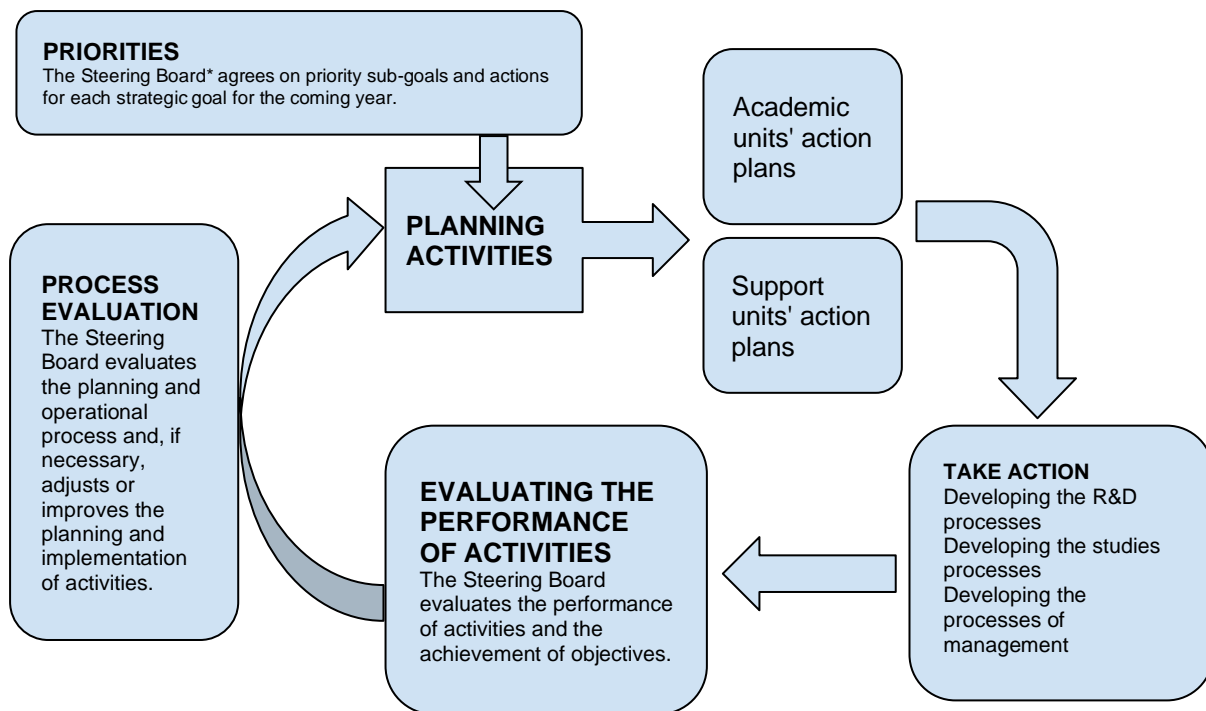 PRIORITIES
The Steering Board* agrees on priority sub-goals and actions
for each strategic goal for the coming year.
Academic
units' action
plans
PLANNING
ACTIVITIES
Support
units' action
plans
PROCESS
EVALUATION
The Steering
Board evaluates
the planning and
operational
process and, if
necessary,
adjusts or
improves the
planning and
implementation
of activities.
EVALUATING THE
PERFORMANCE
OF ACTIVITIES
The Steering Board
evaluates the performance
of activities and the
achievement of objectives.
TAKE ACTION
Developing the R&D
processes
Developing the studies
processes
Developing the
processes of
management